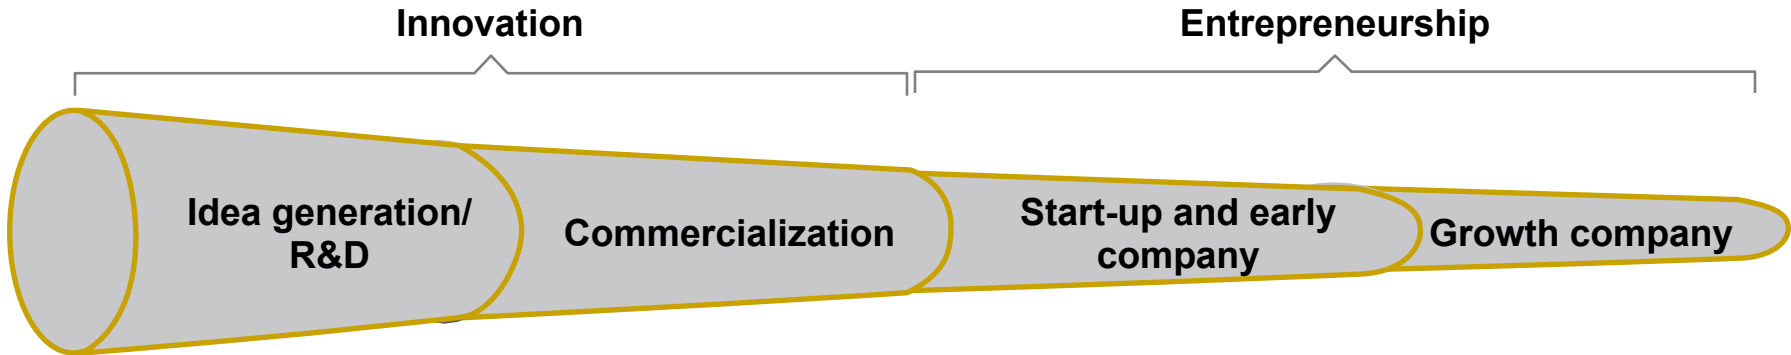 Innovation
Entrepreneurship
Idea generation/
R&D
Commercialization
Start-up and early
company
Growth company